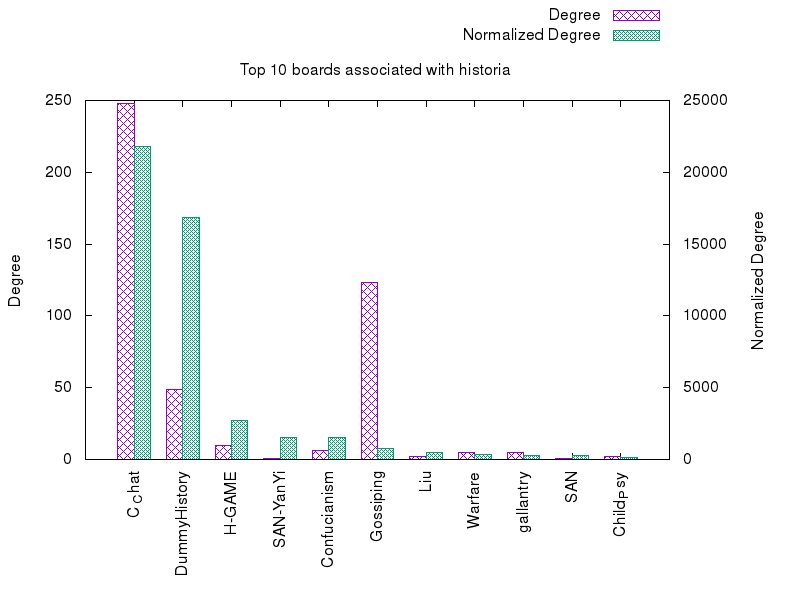 Degree
Normalized Degree
Top 10 boards associated with historia
250
200
150
100
50
0
25000
20000
15000
10000
5000
0
Degree
Normalized Degree
C_Chat
DummyHistory
H-GAME
SAN-YanYi
Confucianism
Gossiping
Liu
Warfare
gallantry
SAN
Child_Psy